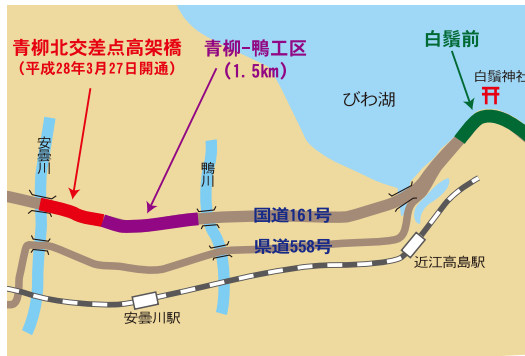 青柳北交差点高架橋
(平成28年3月27日開通)
青柳-鴨工区
(1.5km)
白鬚前
白鬚神社
びわ湖
安曇川
鴨川
国道161号
県道558号
近江高島駅
安曇川駅